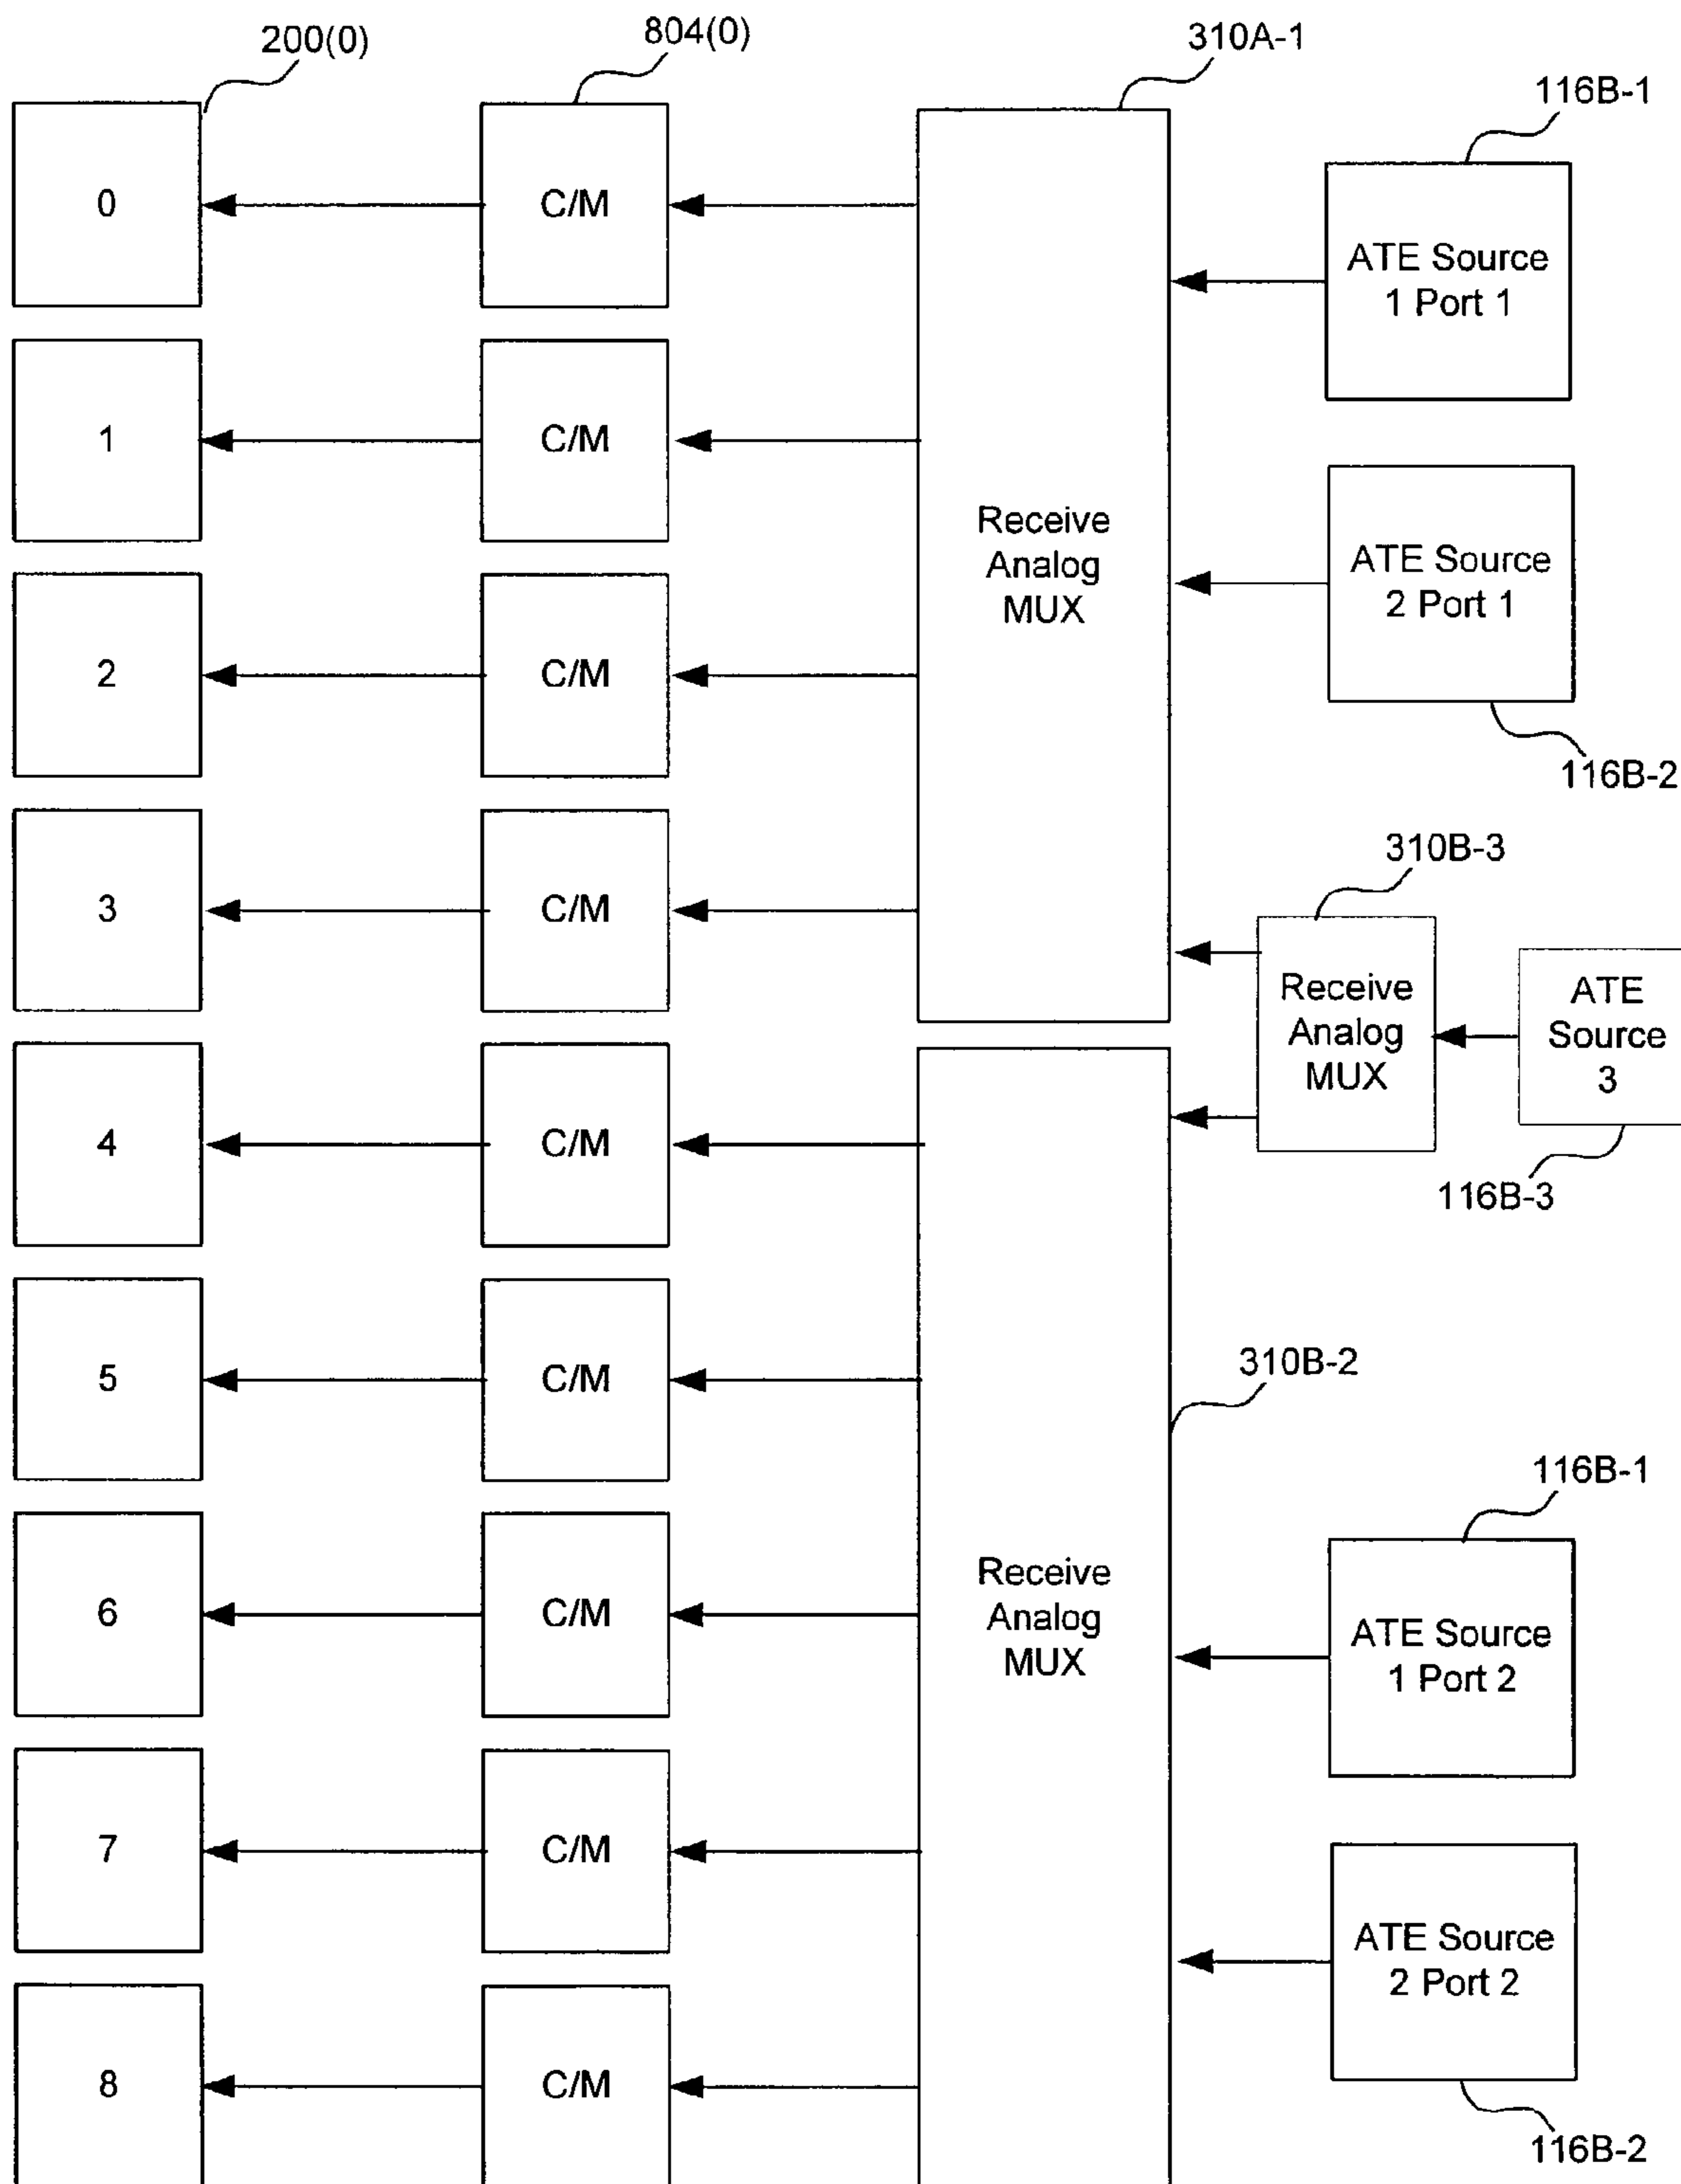 200(0)
804(0)
310A-1
116B-1
0
C/M
ATE Source
1 Port 1
1
C/M
Receive
Analog
MUX
ATE Source
2 Port 1
2
C/M
116B-2
310B-3
3
C/M
Receive
Analog
MUX
ATE
Source
3
4
C/M
116B-3
310B-2
5
C/M
116B-1
6
C/M
Receive
Analog
MUX
ATE Source
1 Port 2
7
C/M
ATE Source
2 Port 2
8
C/M
116B-2